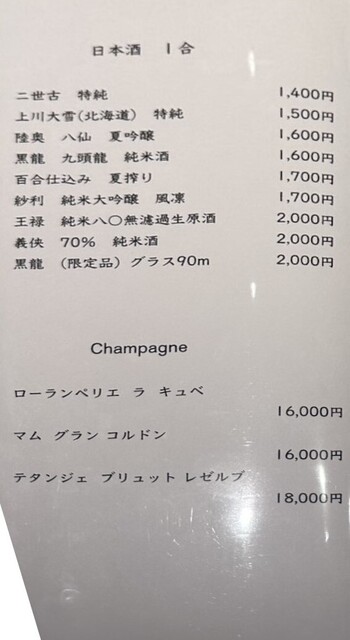 日本酒 1合
二世古 特純 1,400円
上川大雪(北海道) 特純 1,500円
陸奥 八仙 夏吟醸 1,600円
黒龍 九頭龍 純米酒 1,600円
百合仕込み 夏搾り 1,700円
紗利 純米大吟醸 風凛 1,700円
王禄 純米八〇無濾過生原酒 2,000円
義侠 70% 純米酒 2,000円
黒龍 (限定品) グラス90m 2,000円
Champagne
ローランペリエ ラ キュベ
16,000円
マム グラン コルドン
16,000円
テタンジェ ブリュット レゼルブ
18,000円